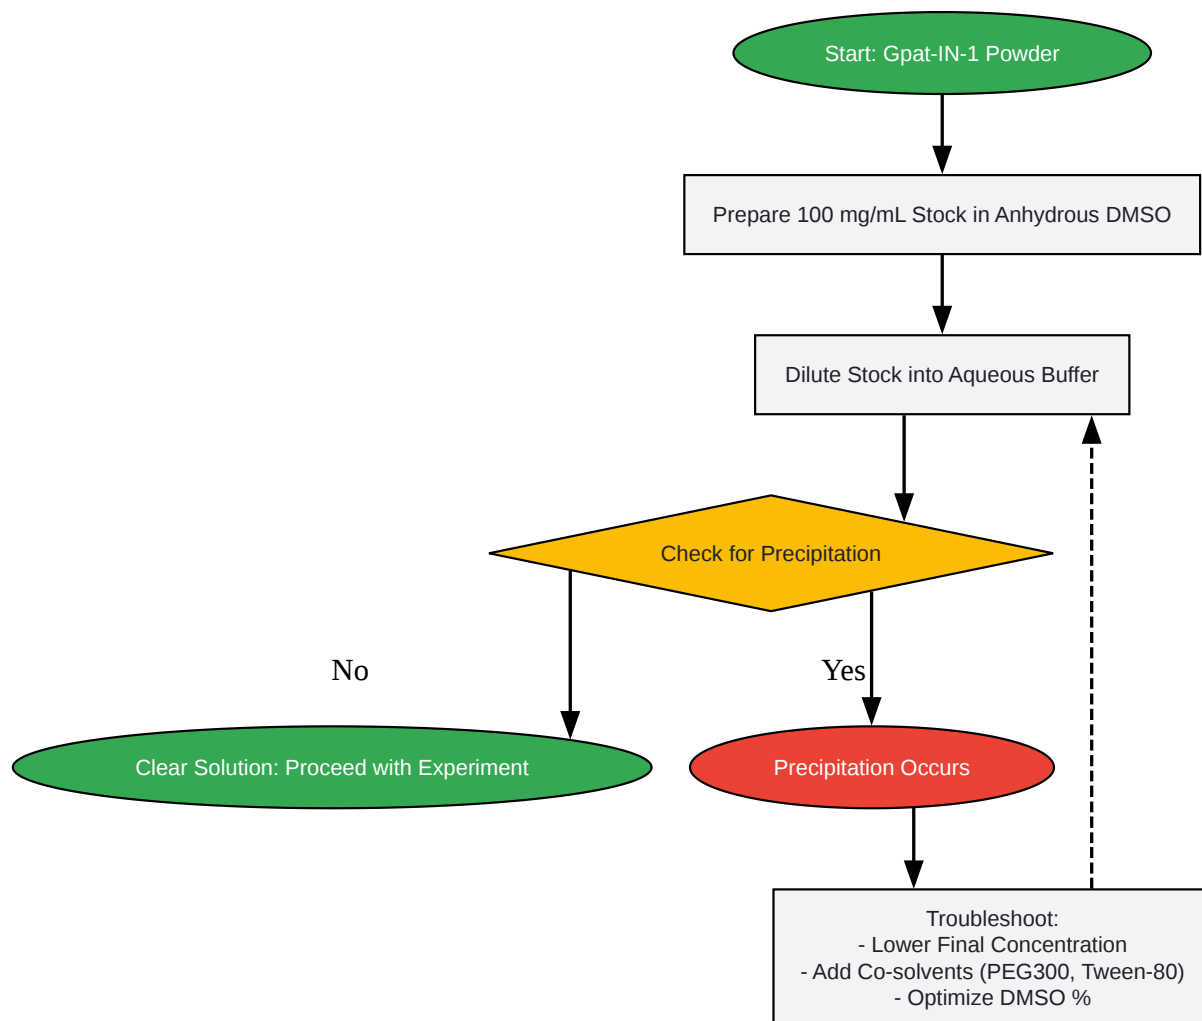 Start: Gpat-IN-1 Powder
Prepare 100 mg/mL Stock in Anhydrous DMSO
Dilute Stock into Aqueous Buffer
Check for Precipitation
No
Yes
Clear Solution: Proceed with Experiment
Precipitation Occurs
Troubleshoot:
- Lower Final Concentration
- Add Co-solvents (PEG300, Tween-80)
- Optimize DMSO %